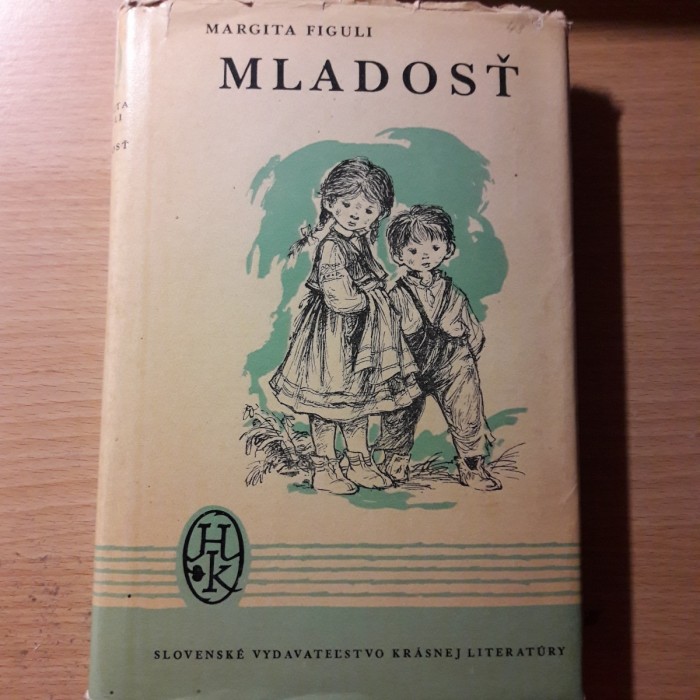 MARGITA FIGULI
MLADOSŤ
HK
SLOVENSKÉ VYDAVATEĽSTVO KRÁSNEJ LITERATÚRY